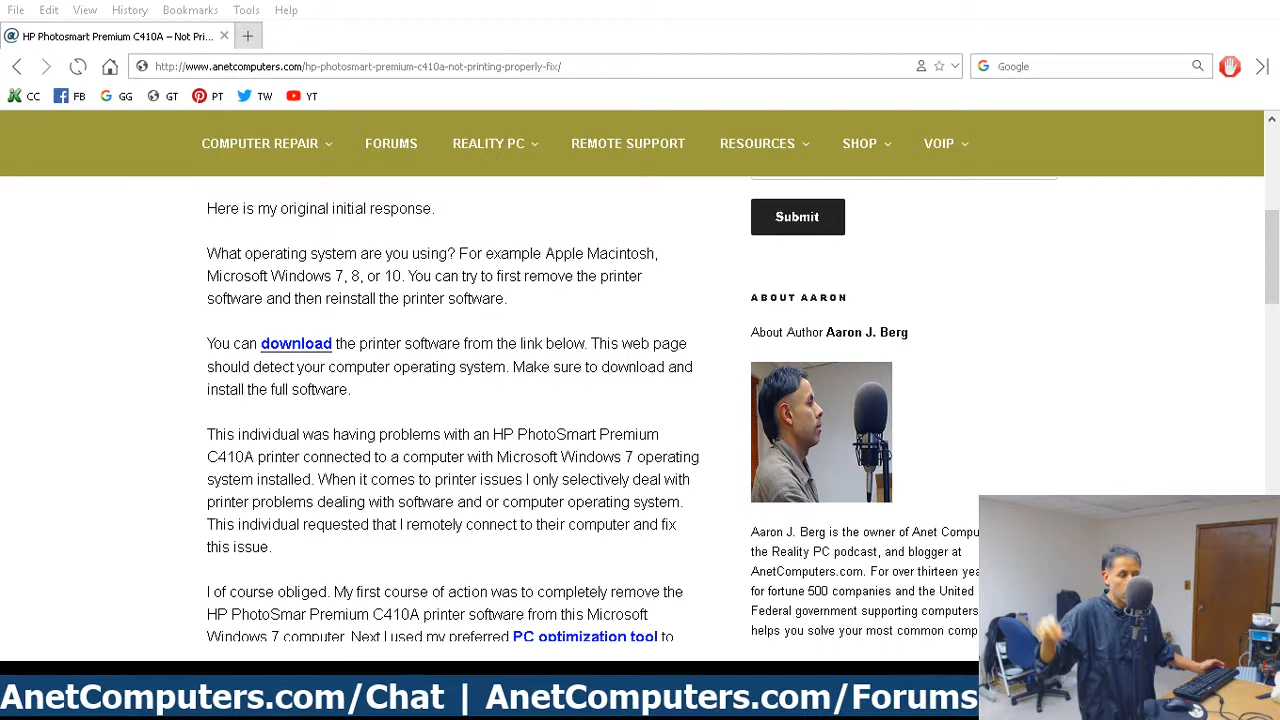 File Edit View History Bookmarks Tools Help
HP Photosmart Premium C410A – Not Pri...
http://www.anetcomputers.com/hp-photosmart-premium-c410a-not-printing-properly-fix/
Google
CC FB GG GT PT TW YT
COMPUTER REPAIR FORUMS REALITY PC REMOTE SUPPORT RESOURCES SHOP VOIP
Here is my original initial response.
What operating system are you using? For example Apple Macintosh,
Microsoft Windows 7, 8, or 10. You can try to first remove the printer
software and then reinstall the printer software.
You can download the printer software from the link below. This web page
should detect your computer operating system. Make sure to download and
install the full software.
This individual was having problems with an HP PhotoSmart Premium
C410A printer connected to a computer with Microsoft Windows 7 operating
system installed. When it comes to printer issues I only selectively deal with
printer problems dealing with software and or computer operating system.
This individual requested that I remotely connect to their computer and fix
this issue.
I of course obliged. My first course of action was to completely remove the
HP PhotoSmar Premium C410A printer software from this Microsoft
Windows 7 computer. Next I used my preferred PC optimization tool to
Submit
ABOUT AARON
About Author Aaron J. Berg
Aaron J. Berg is the owner of Anet Compu
the Reality PC podcast, and blogger at
AnetComputers.com. For over thirteen yea
for fortune 500 companies and the United
Federal government supporting computers
helps you solve your most common comp
AnetComputers.com/Chat | AnetComputers.com/Forums